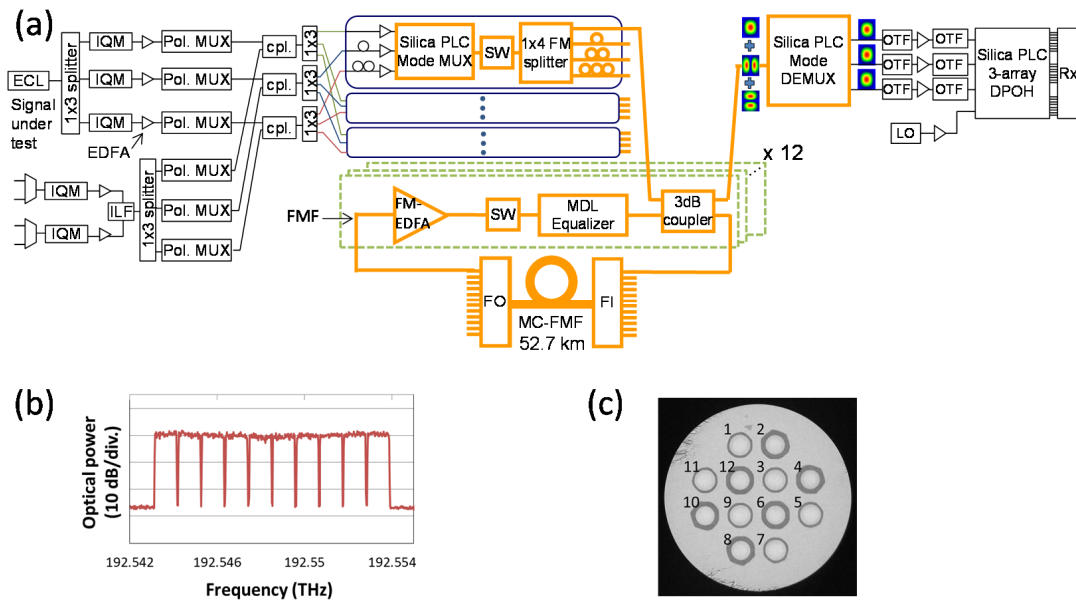 (a)
ECL
Signal
under
test
1x3 splitter
IQM
Pol. MUX
IQM
Pol. MUX
IQM
Pol. MUX
EDFA
IQM
IQM
ILF
1x3 splitter
Pol. MUX
Pol. MUX
Pol. MUX
cpl.
cpl.
cpl.
1x3
1x3
1x3
Silica PLC
Mode MUX
SW
1x4 FM
splitter
x 12
FMF
FM-
EDFA
SW
MDL
Equalizer
3dB
coupler
FO
FI
MC-FMF
52.7 km
Silica PLC
Mode
DEMUX
OTF
OTF
OTF
OTF
OTF
OTF
LO
Silica PLC
3-array
DPOH
Rx
(b)
Optical power
(10 dB/div.)
192.542
192.546
192.55
192.554
Frequency (THz)
(c)
1 2
11 12 3 4
10 9 6 5
8 7